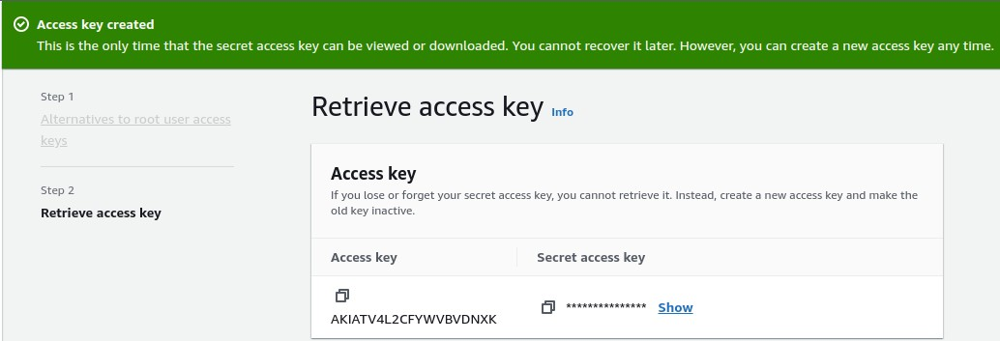 Access key created
This is the only time that the secret access key can be viewed or downloaded. You cannot recover it later. However, you can create a new access key any time.
Step 1
Alternatives to root user access
keys
Step 2
Retrieve access key
Retrieve access key Info
Access key
If you lose or forget your secret access key, you cannot retrieve it. Instead, create a new access key and make the
old key inactive.
Access key Secret access key
AKIATV4L2CFYWVBVDNXK *************** Show